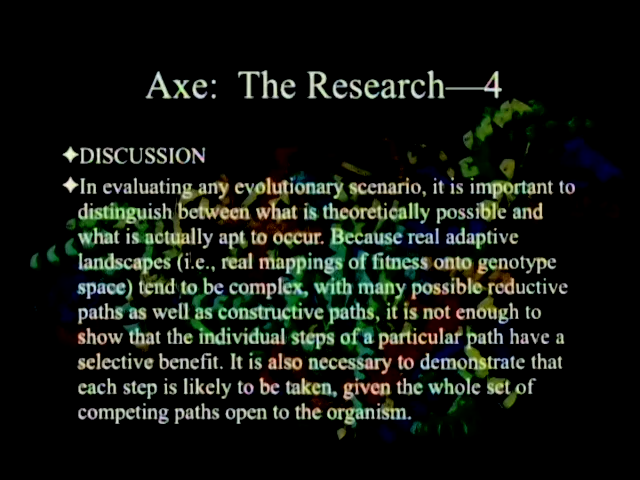 Axe: The Research—4
✦DISCUSSION
✦In evaluating any evolutionary scenario, it is important to
distinguish between what is theoretically possible and
what is actually apt to occur. Because real adaptive
landscapes (i.e., real mappings of fitness onto genotype
space) tend to be complex, with many possible reductive
paths as well as constructive paths, it is not enough to
show that the individual steps of a particular path have a
selective benefit. It is also necessary to demonstrate that
each step is likely to be taken, given the whole set of
competing paths open to the organism.